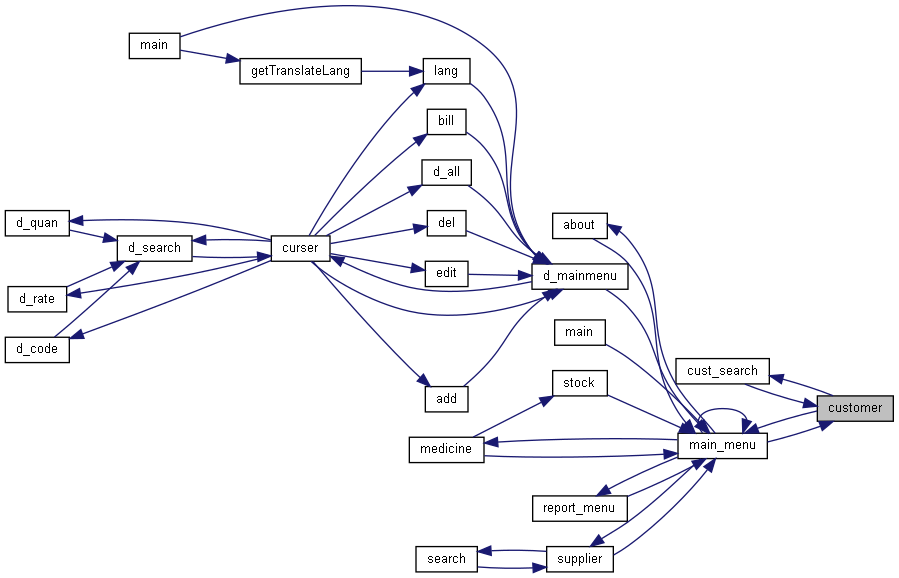 main
getTranslateLang
lang
bill
d_all
del
d_quan
about
d_search
curser
edit
d_mainmenu
d_rate
main
d_code
cust_search
stock
add
customer
medicine
main_menu
report_menu
search
supplier